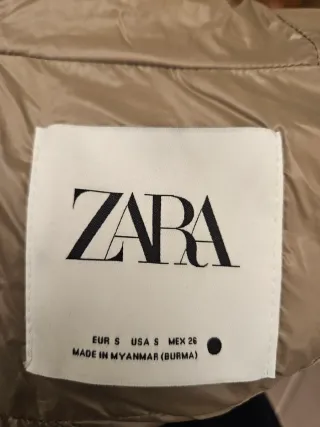 ZARA
EUR S USA S MEX 26
MADE IN MYANMAR (BURMA)